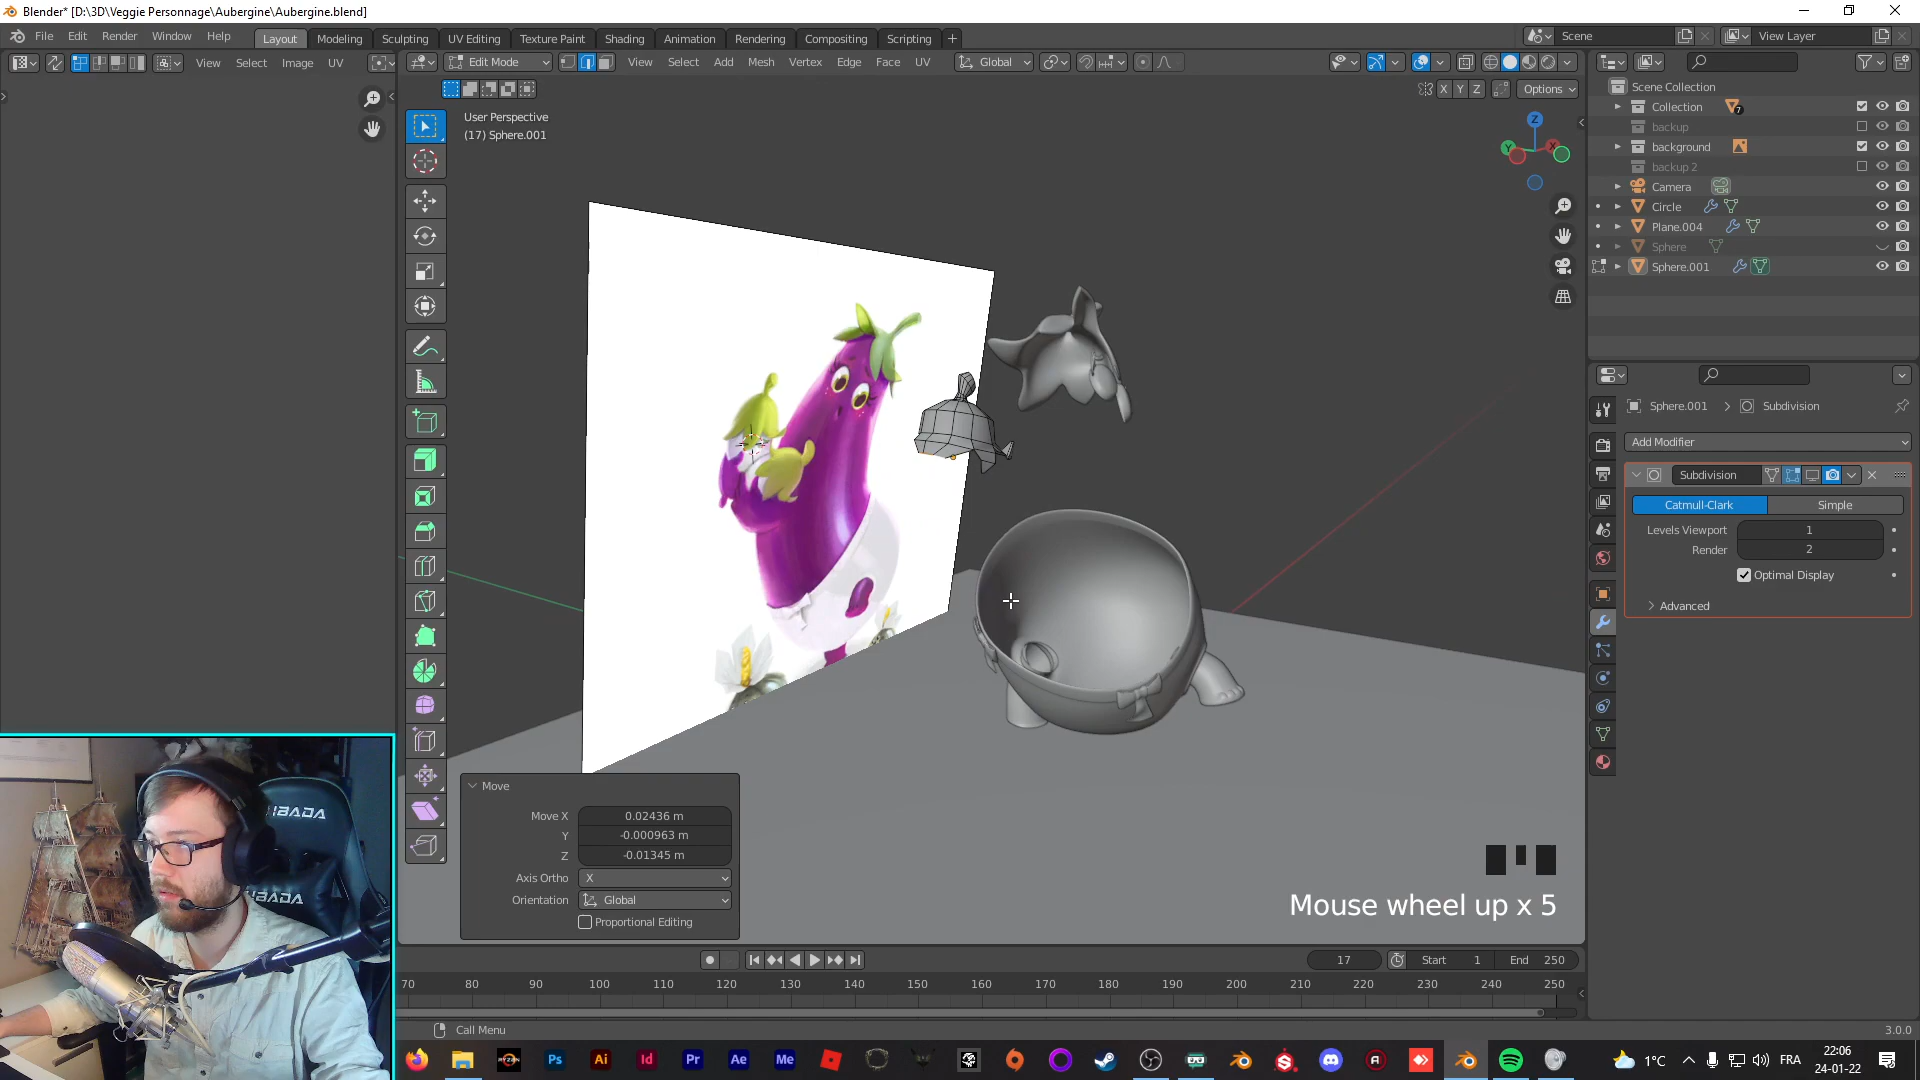 Blender* [D:\3D\Veggie Personnage\Aubergine\Aubergine.blend]
File Edit Render Window Help
Layout Modeling Sculpting UV Editing Texture Paint Shading Animation Rendering Compositing Scripting
Scene
View Layer
View Select Image UV
Edit Mode View Select Add Mesh Vertex Edge Face UV Global
X Y Z Options
User Perspective
(17) Sphere.001
Z
Y
X
Scene Collection
Collection 7
backup
background
backup 2
Camera
Circle
Plane.004
Sphere
Sphere.001
Sphere.001 > Subdivision
Add Modifier
Subdivision
Catmull-Clark Simple
Levels Viewport 1
Render 2
Optimal Display
Advanced
Move
Move X 0.02436 m
Y -0.000963 m
Z -0.01345 m
Axis Ortho X
Orientation Global
Proportional Editing
Mouse wheel up x 5
17 Start 1 End 250
70 80 90 100 110 120 130 140 150 160 170 180 190 200 210 220 230 240 250
Call Menu
3.0.0
Ps Ai Id Pr Ae Me
1°C
FRA
22:06
24-01-22